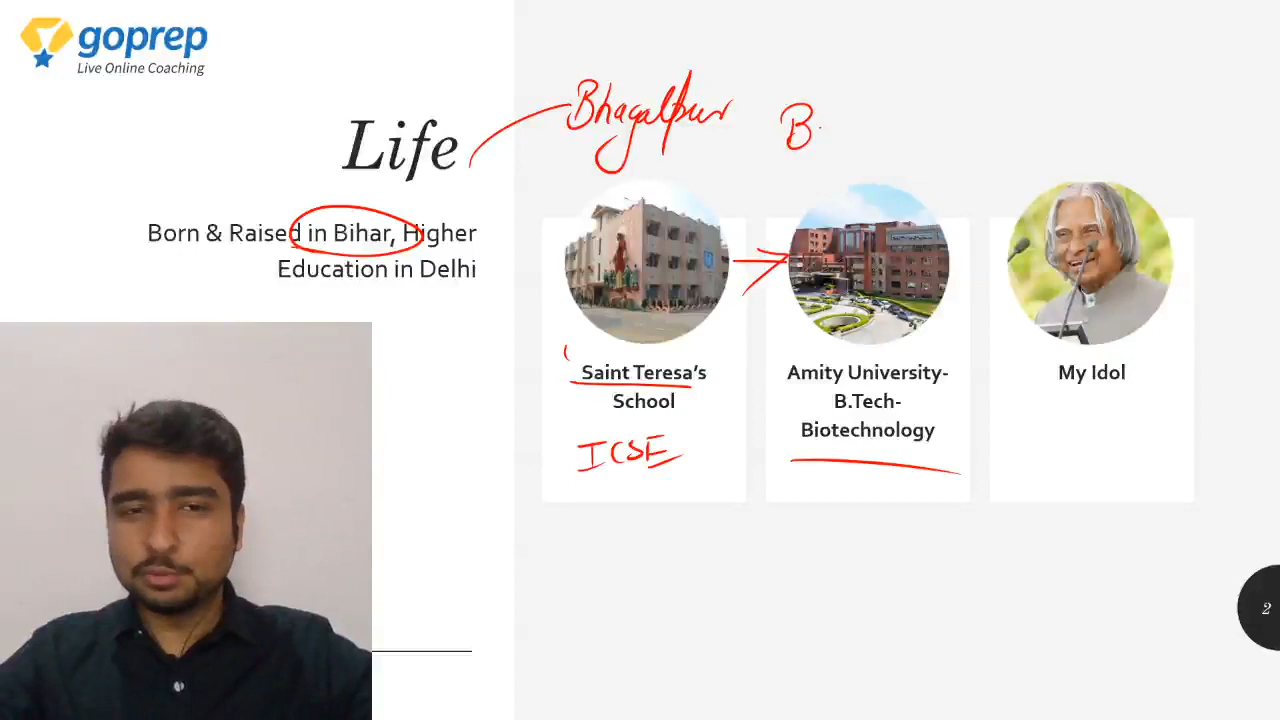 goprep
Live Online Coaching
Life
Bhagalpur
B.
Born & Raised in Bihar, Higher
Education in Delhi
Saint Teresa's
School
ICSE
Amity University-
B.Tech-
Biotechnology
My Idol
2